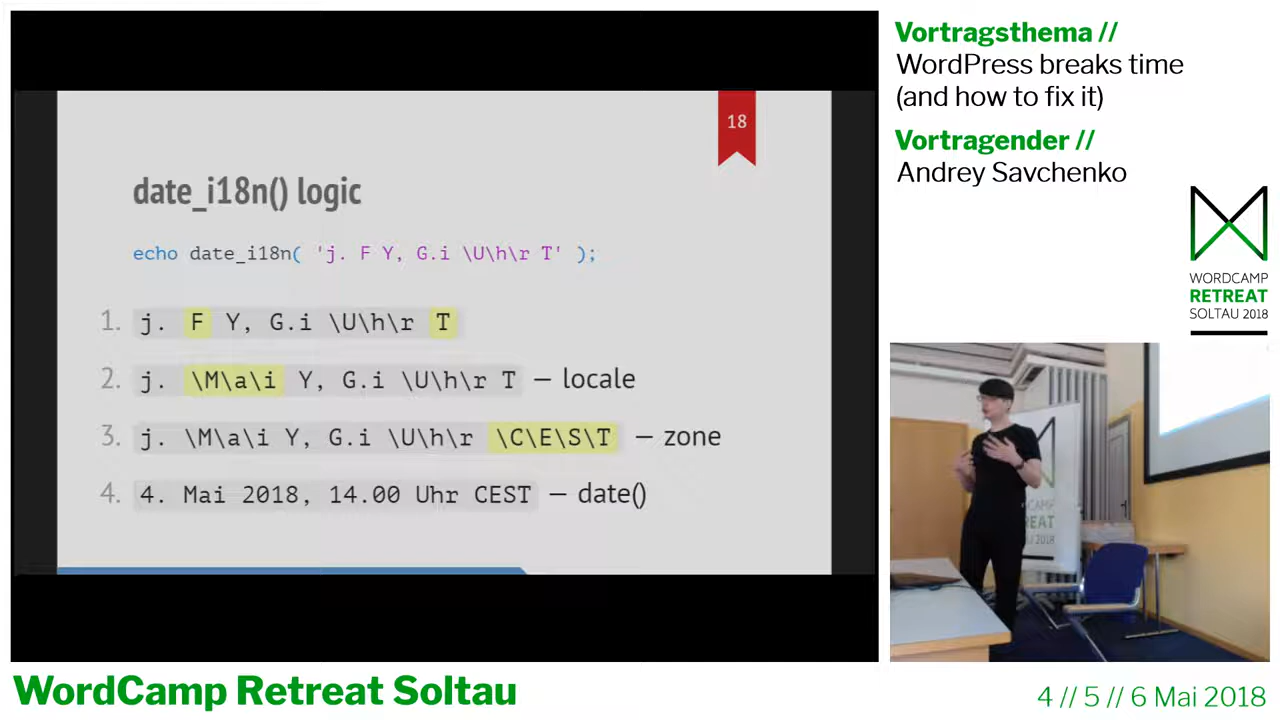 18
date_i18n() logic
echo date_i18n( 'j. F Y, G.i \U\h\r T' );
1. j. F Y, G.i \U\h\r T
2. j. \M\a\i Y, G.i \U\h\r T – locale
3. j. \M\a\i Y, G.i \U\h\r \C\E\S\T – zone
4. 4. Mai 2018, 14.00 Uhr CEST – date()
Vortragsthema //
WordPress breaks time
(and how to fix it)
Vortragender //
Andrey Savchenko
WORDCAMP
RETREAT
SOLTAU 2018
WordCamp Retreat Soltau
4 // 5 // 6 Mai 2018